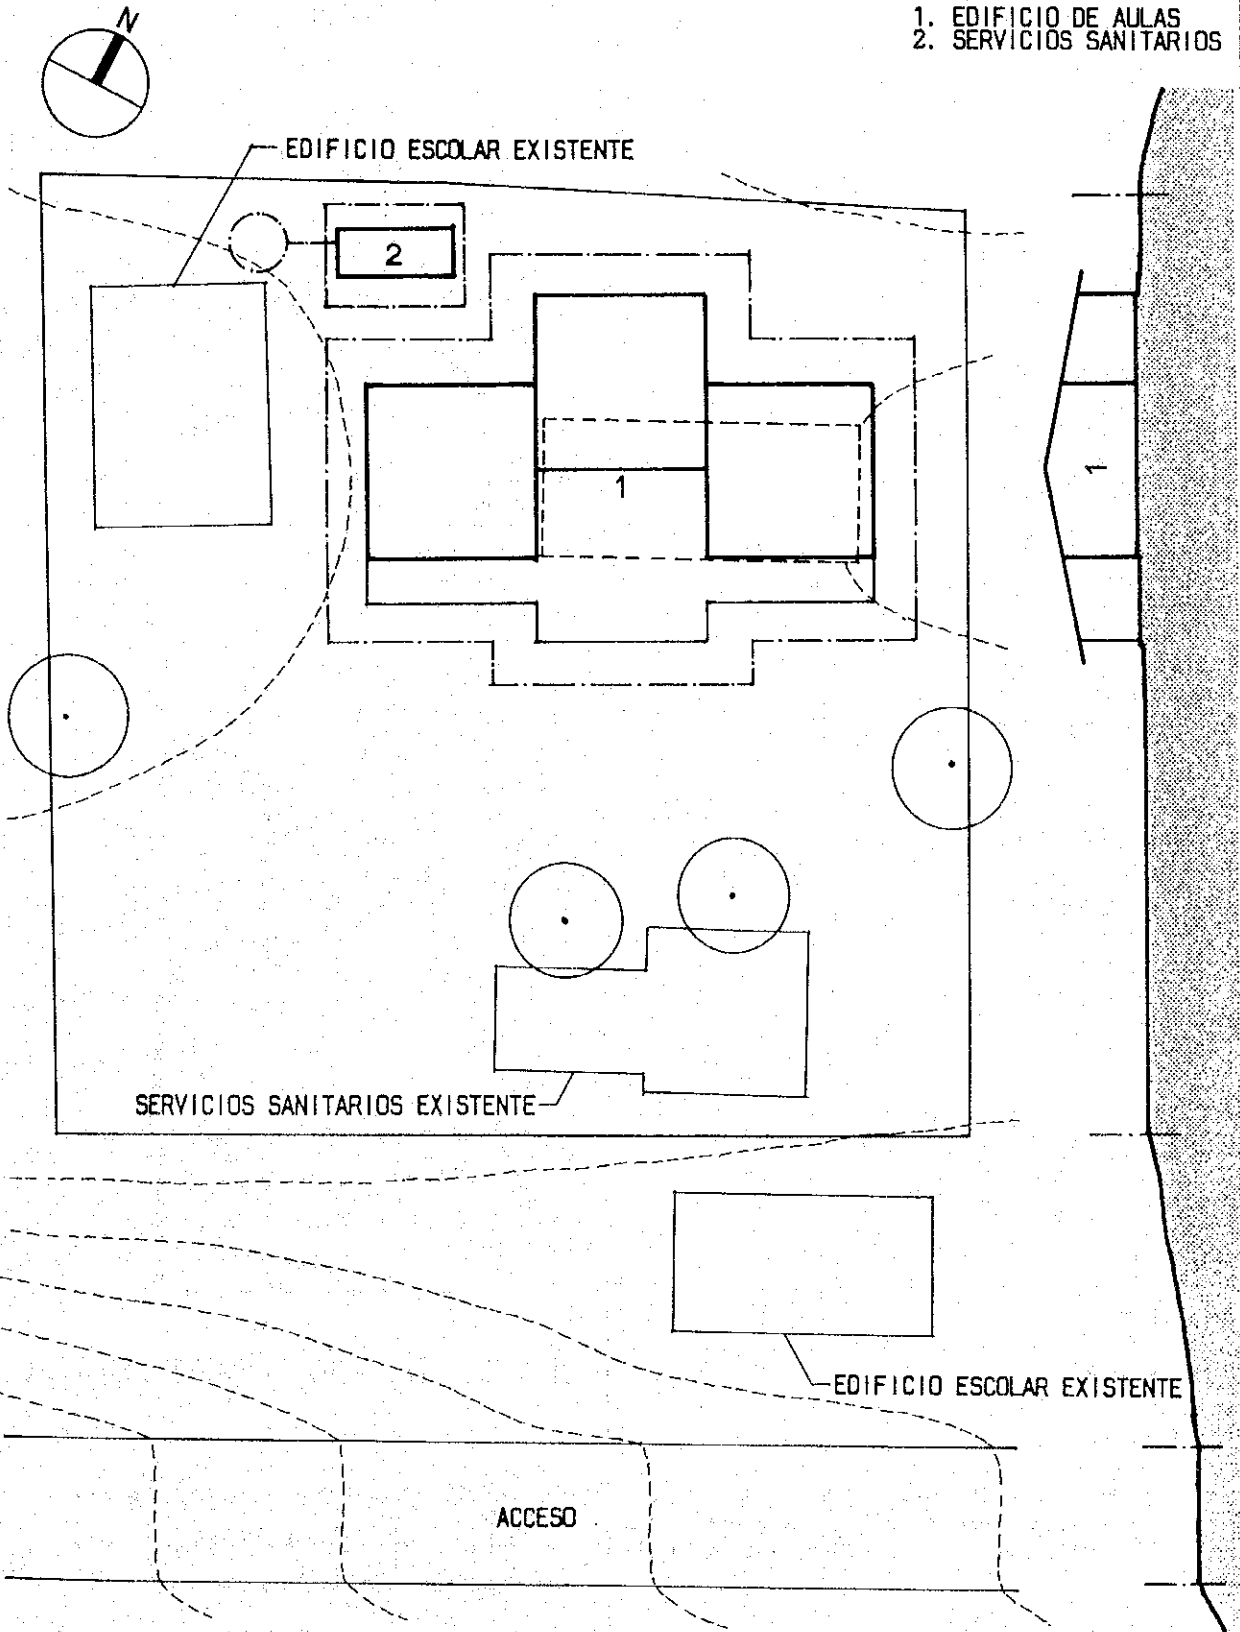 1. EDIFICIO DE AULAS
2. SERVICIOS SANITARIOS
N
EDIFICIO ESCOLAR EXISTENTE
2
1
1
SERVICIOS SANITARIOS EXISTENTE
EDIFICIO ESCOLAR EXISTENTE
ACCESO